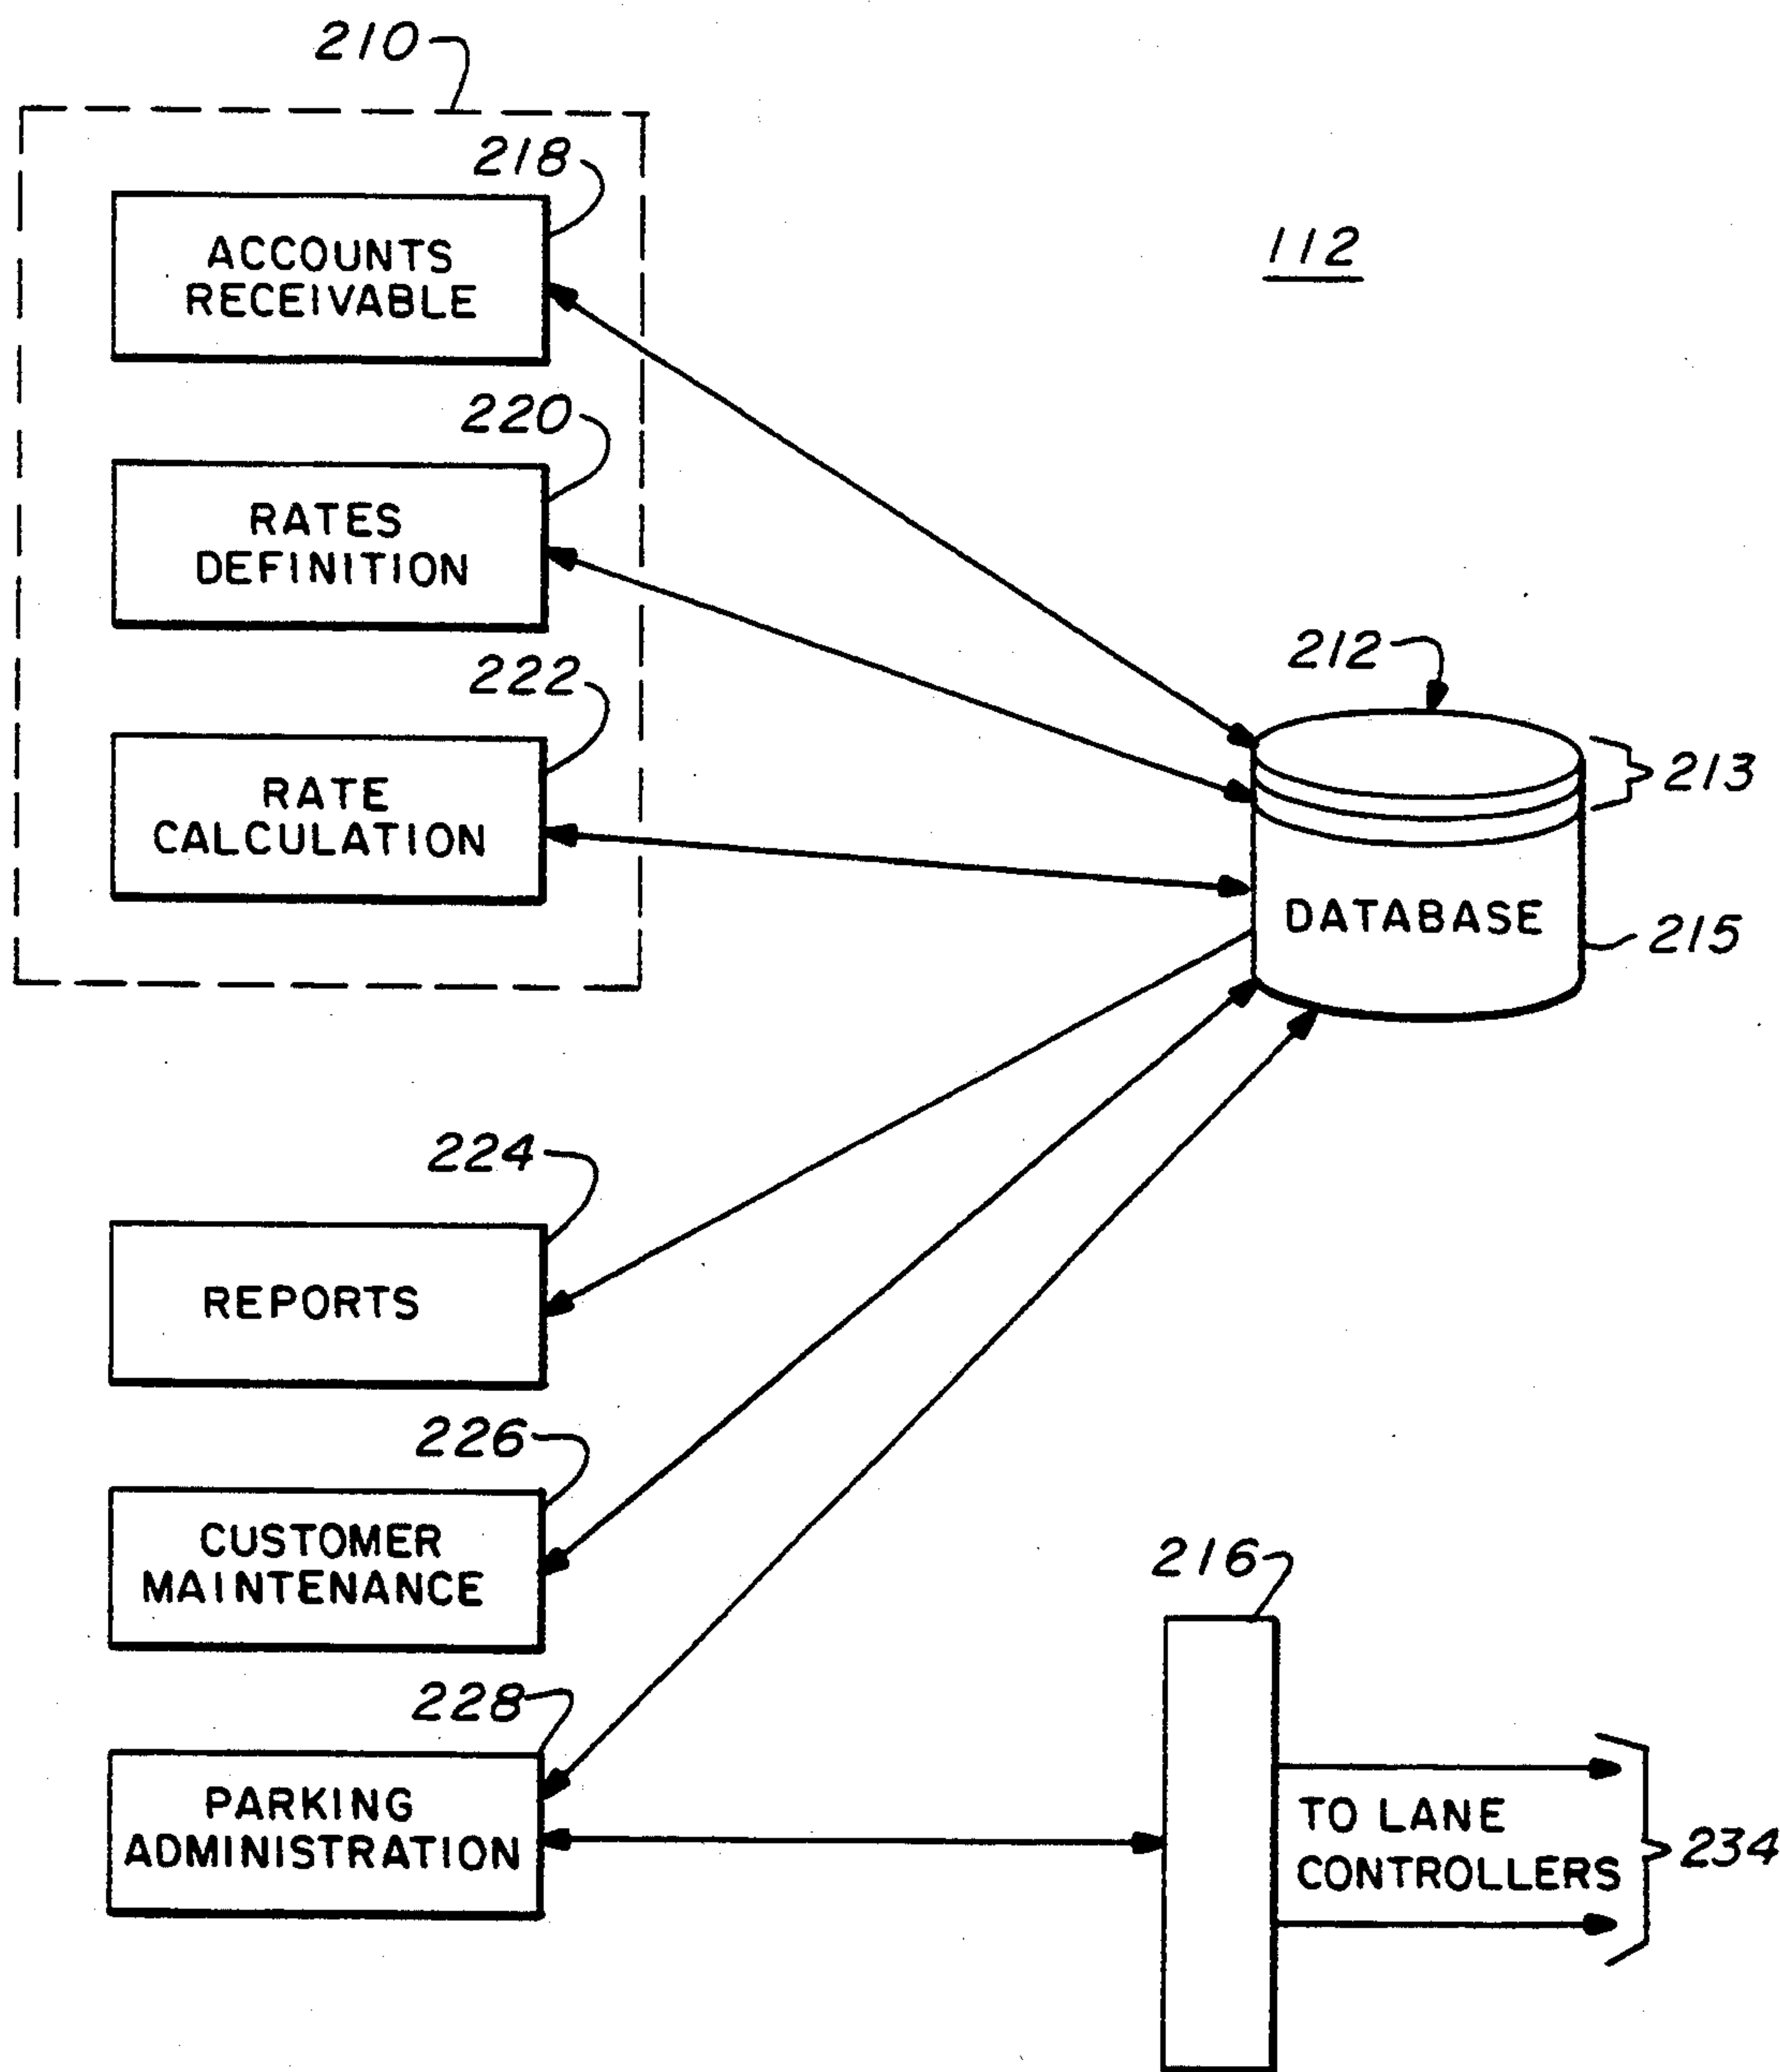 210
218
ACCOUNTS
RECEIVABLE
112
220
RATES
DEFINITION
212
222
213
RATE
CALCULATION
DATABASE
215
224
REPORTS
226
CUSTOMER
MAINTENANCE
216
228
PARKING
ADMINISTRATION
TO LANE
CONTROLLERS
234